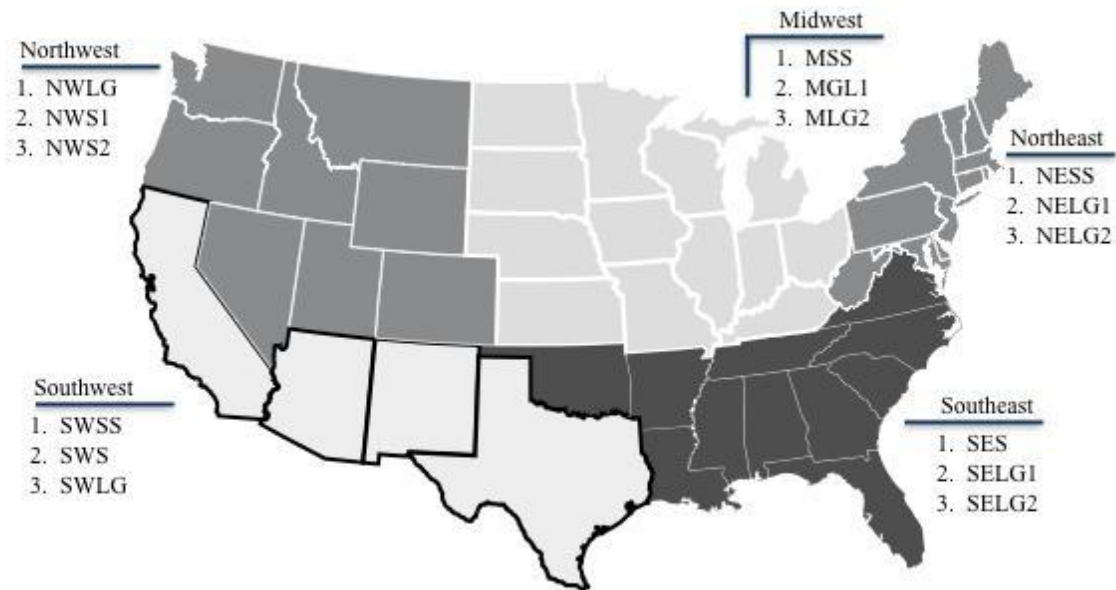 Northwest
1. NWLG
2. NWS1
3. NWS2
Midwest
1. MSS
2. MGL1
3. MLG2
Northeast
1. NESS
2. NELG1
3. NELG2
Southwest
1. SWSS
2. SWS
3. SWLG
Southeast
1. SES
2. SELG1
3. SELG2